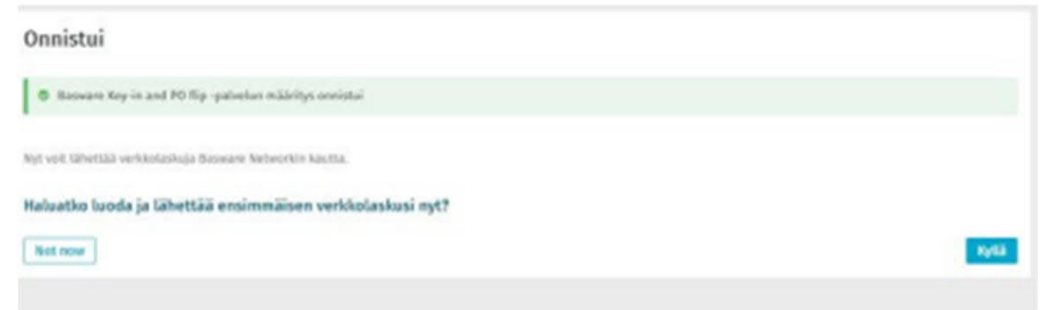 Onnistui
Basware Key-in and PO flip -palvelun määritys onnistui
Nyt voit lähettää verkkolaskuja Basware Networkin kautta.
Haluatko luoda ja lähettää ensimmäisen verkkolaskusi nyt?
Not now
Kyllä